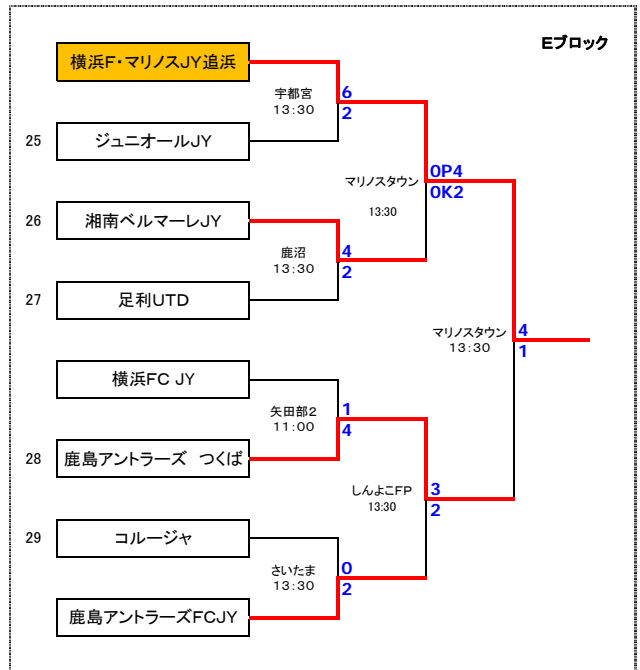 Eブロック
横浜F・マリノスJY追浜
宇都宮
13:30
6
2
25
ジュニオールJY
マリノスタウン
13:30
0P4
0K2
26
湘南ベルマーレJY
鹿沼
13:30
4
2
27
足利UTD
マリノスタウン
13:30
4
1
横浜FC JY
矢田部2
11:00
1
4
28
鹿島アントラーズ つくば
しんよこFP
13:30
3
2
29
コルージャ
さいたま
13:30
0
2
鹿島アントラーズFCJY